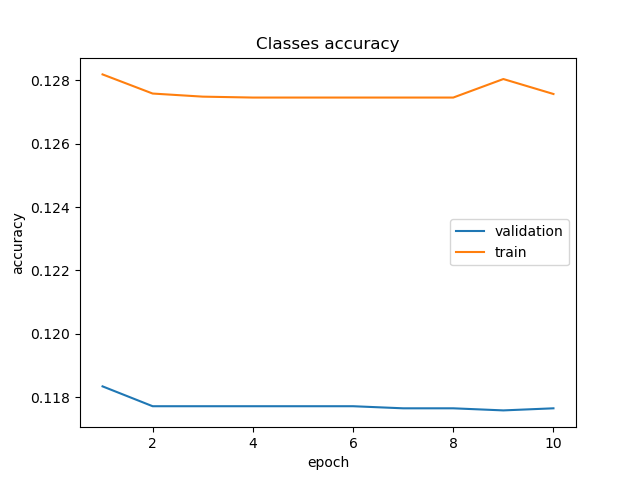 Classes accuracy
0.128
0.126
0.124
0.122
0.120
0.118
accuracy
validation
train
2 4 6 8 10
epoch